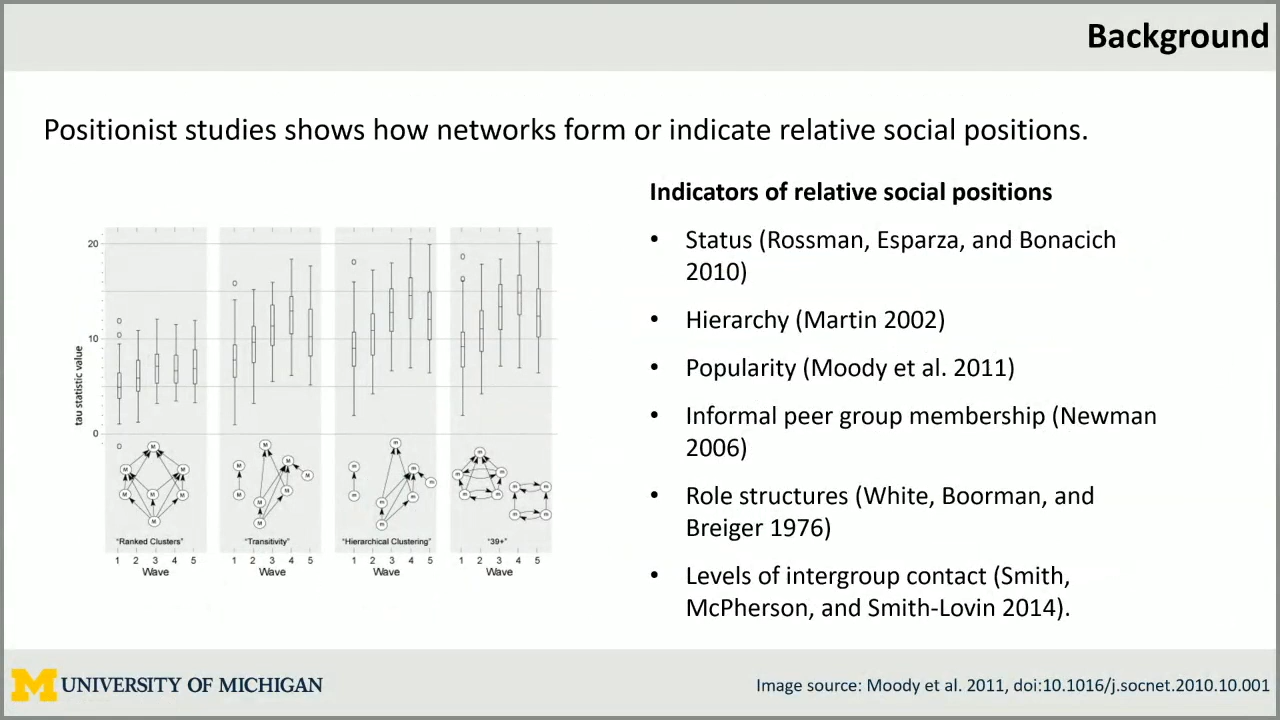 Background
Positionist studies shows how networks form or indicate relative social positions.
Indicators of relative social positions
• Status (Rossman, Esparza, and Bonacich
2010)
• Hierarchy (Martin 2002)
• Popularity (Moody et al. 2011)
• Informal peer group membership (Newman
2006)
• Role structures (White, Boorman, and
Breiger 1976)
• Levels of intergroup contact (Smith,
McPherson, and Smith-Lovin 2014).
tau statistic value
20
10
0
"Ranked Clusters"
"Transitivity"
"Hierarchical Clustering"
"39+"
1 2 3 4 5
1 2 3 4 5
1 2 3 4 5
1 2 3 4 5
Wave
Wave
Wave
Wave
M UNIVERSITY OF MICHIGAN
Image source: Moody et al. 2011, doi:10.1016/j.socnet.2010.10.001